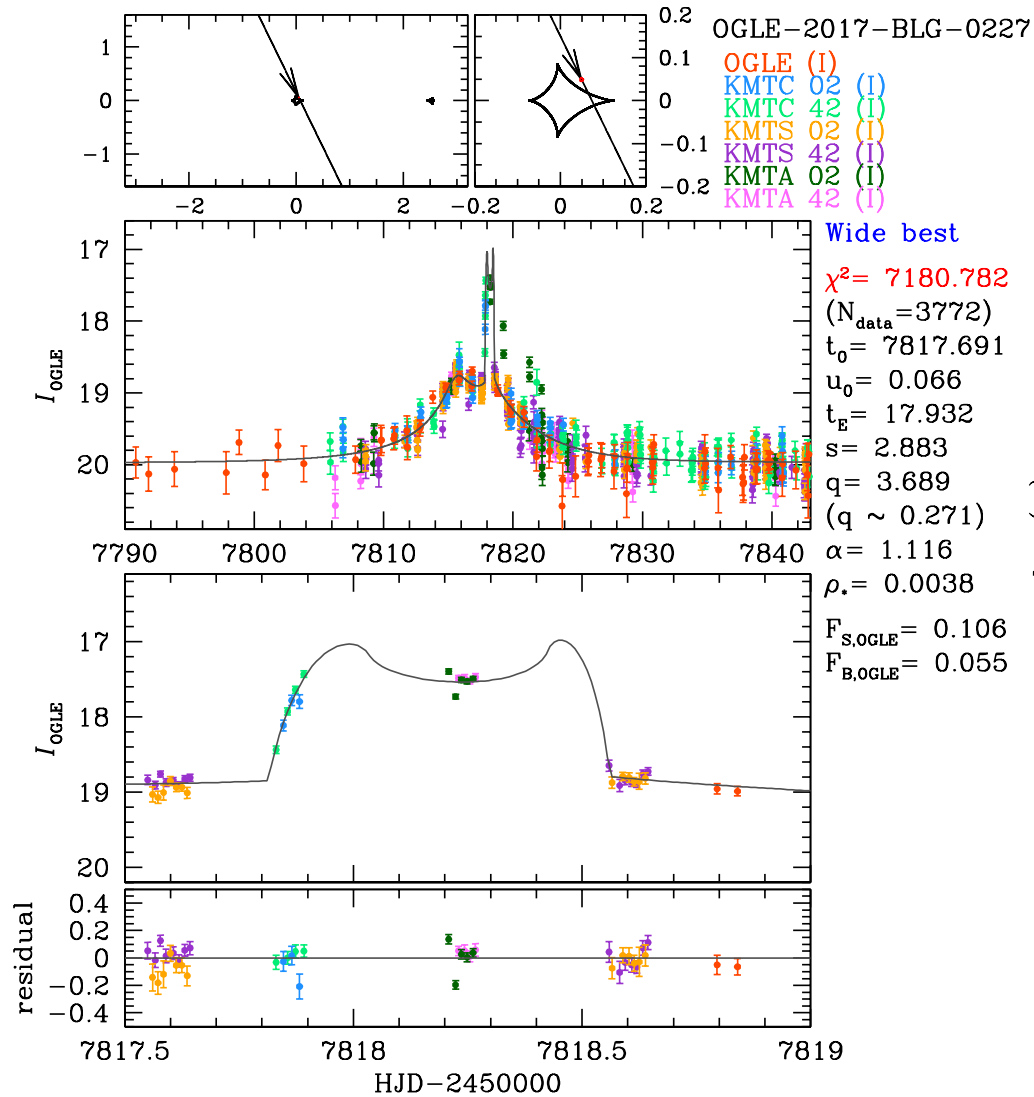 OGLE-2017-BLG-0227
OGLE (I)
KMTC 02 (I)
KMTC 42 (I)
KMTS 02 (I)
KMTS 42 (I)
KMTA 02 (I)
KMTA 42 (I)
1
0
-1
-2
0
2
0.2
0.1
0
-0.1
-0.2
-0.2
0
0.2
Wide best
χ²= 7180.782
(N_data=3772)
t_0= 7817.691
u_0= 0.066
t_E= 17.932
s= 2.883
q= 3.689
(q ~ 0.271)
α= 1.116
ρ_*= 0.0038
F_S,OGLE= 0.106
F_B,OGLE= 0.055
I_OGLE
17
18
19
20
7790
7800
7810
7820
7830
7840
I_OGLE
17
18
19
20
residual
0.4
0.2
0
-0.2
-0.4
7817.5
7818
7818.5
7819
HJD-2450000